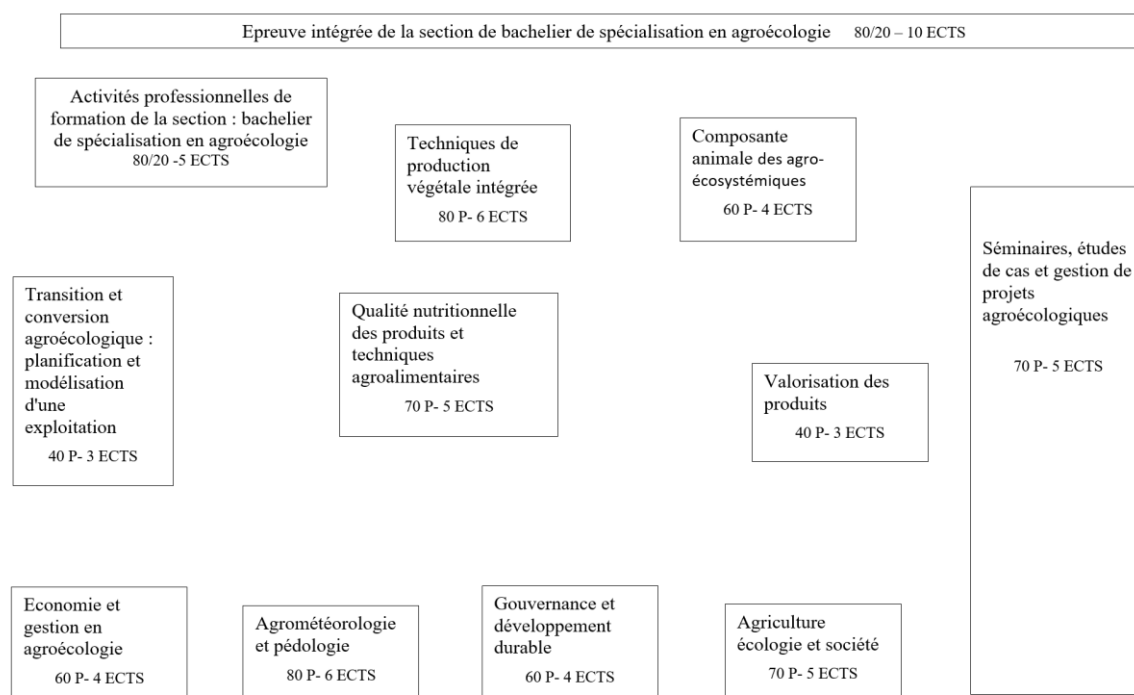 Epreuve intégrée de la section de bachelier de spécialisation en agroécologie 80/20 – 10 ECTS
Activités professionnelles de
formation de la section : bachelier
de spécialisation en agroécologie
80/20 -5 ECTS
Techniques de
production
végétale intégrée
80 P- 6 ECTS
Composante
animale des agro-
écosystémiques
60 P- 4 ECTS
Séminaires, études
de cas et gestion de
projets
agroécologiques
70 P- 5 ECTS
Transition et
conversion
agroécologique :
planification et
modélisation
d'une
exploitation
40 P- 3 ECTS
Qualité nutritionnelle
des produits et
techniques
agroalimentaires
70 P- 5 ECTS
Valorisation des
produits
40 P- 3 ECTS
Economie et
gestion en
agroécologie
60 P- 4 ECTS
Agrométéorologie
et pédologie
80 P- 6 ECTS
Gouvernance et
développement
durable
60 P- 4 ECTS
Agriculture
écologie et société
70 P- 5 ECTS